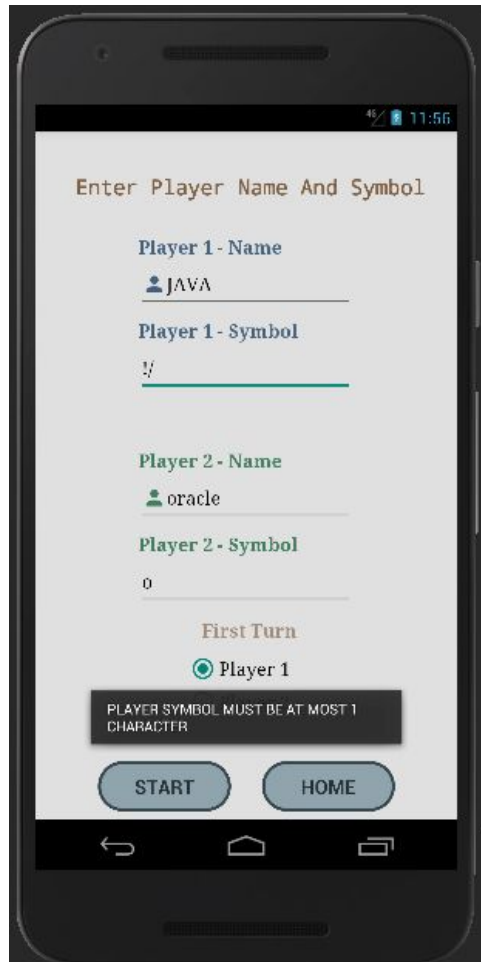 11:56
Enter Player Name And Symbol
Player 1 - Name
JAVA
Player 1 - Symbol
!/
Player 2 - Name
oracle
Player 2 - Symbol
o
First Turn
Player 1
PLAYER SYMBOL MUST BE AT MOST 1
CHARACTER
START HOME